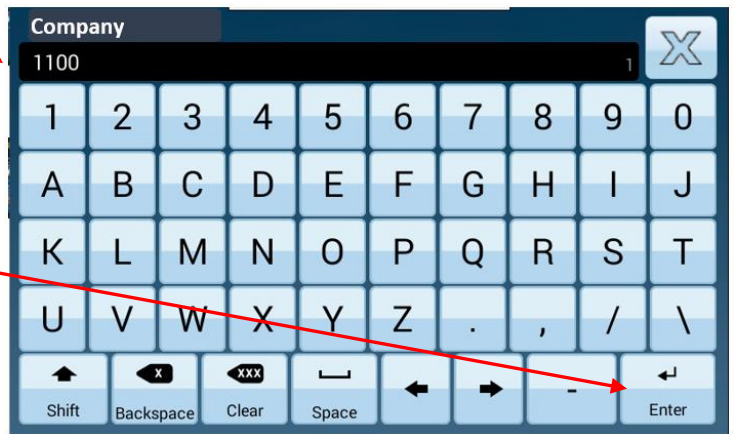 Company
1100 1
1 2 3 4 5 6 7 8 9 0
A B C D E F G H I J
K L M N O P Q R S T
U V W X Y Z . , / \
X XXX -
Shift Backspace Clear Space Enter